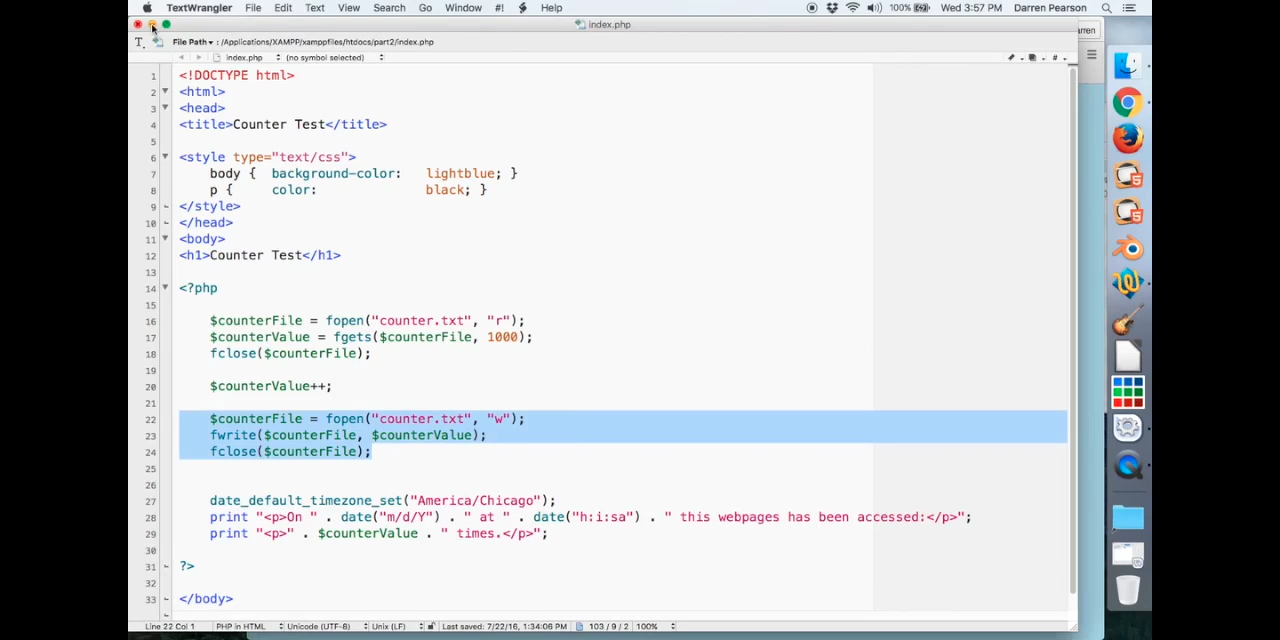 TextWrangler File Edit Text View Search Go Window #! Help 100% Wed 3:57 PM Darren Pearson
index.php
arren
T File Path ▾ : /Applications/XAMPP/xamppfiles/htdocs/part2/index.php
index.php (no symbol selected) #
1 <!DOCTYPE html>
2 <html>
3 <head>
4 <title>Counter Test</title>
5
6 <style type="text/css">
7 body { background-color: lightblue; }
8 p { color: black; }
9 </style>
10 </head>
11 <body>
12 <h1>Counter Test</h1>
13
14 <?php
15
16 $counterFile = fopen("counter.txt", "r");
17 $counterValue = fgets($counterFile, 1000);
18 fclose($counterFile);
19
20 $counterValue++;
21
22 $counterFile = fopen("counter.txt", "w");
23 fwrite($counterFile, $counterValue);
24 fclose($counterFile);
25
26
27 date_default_timezone_set("America/Chicago");
28 print "<p>On " . date("m/d/Y") . " at " . date("h:i:sa") . " this webpages has been accessed:</p>";
29 print "<p>" . $counterValue . " times.</p>";
30
31 ?>
32
33 </body>
Line 22 Col 1 PHP in HTML Unicode (UTF-8) Unix (LF) Last saved: 7/22/16, 1:34:06 PM 103 / 9 / 2 100%